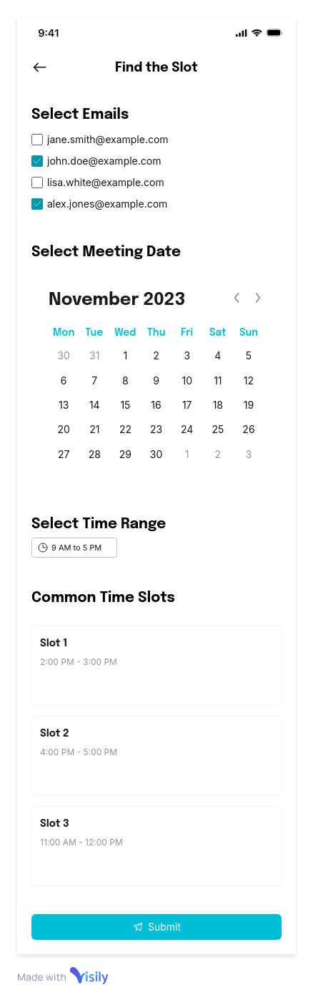 9:41
Find the Slot
Select Emails
jane.smith@example.com
john.doe@example.com
lisa.white@example.com
alex.jones@example.com
Select Meeting Date
November 2023
Mon Tue Wed Thu Fri Sat Sun
30 31 1 2 3 4 5
6 7 8 9 10 11 12
13 14 15 16 17 18 19
20 21 22 23 24 25 26
27 28 29 30 1 2 3
Select Time Range
9 AM to 5 PM
Common Time Slots
Slot 1
2:00 PM - 3:00 PM
Slot 2
4:00 PM - 5:00 PM
Slot 3
11:00 AM - 12:00 PM
Submit
Made with Visily